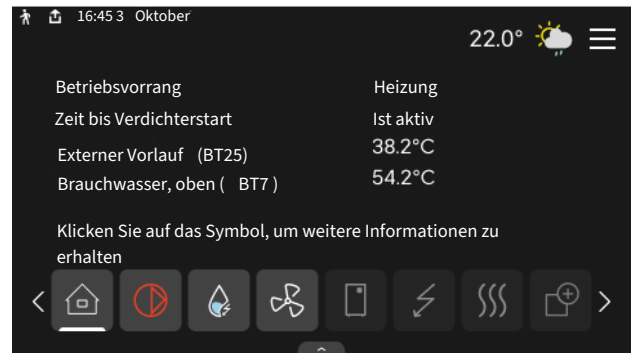 16:45 3 Oktober
22.0°
Betriebsvorrang Heizung
Zeit bis Verdichterstart Ist aktiv
Externer Vorlauf (BT25) 38.2°C
Brauchwasser, oben ( BT7 ) 54.2°C
Klicken Sie auf das Symbol, um weitere Informationen zu
erhalten